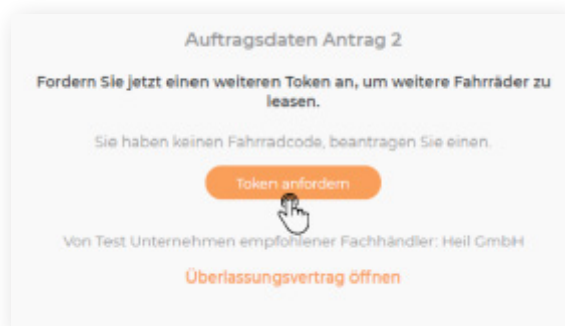 Auftragsdaten Antrag 2
Fordern Sie jetzt einen weiteren Token an, um weitere Fahrräder zu
leasen.
Sie haben keinen Fahrradcode, beantragen Sie einen.
Token anfordern
Von Test Unternehmen empfohlener Fachhändler: Heil GmbH
Überlassungsvertrag öffnen